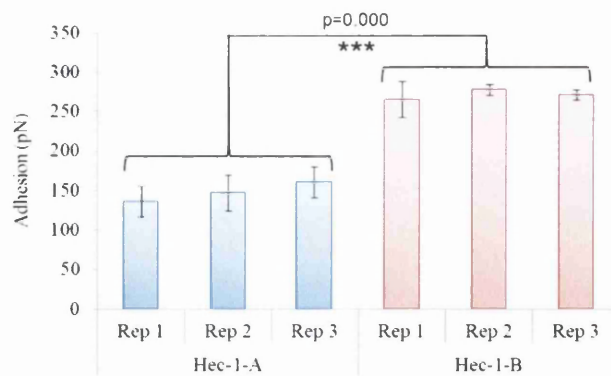 p=0.000
***
350
300
250
200
150
100
50
0
Adhesion (pN)
Rep 1 Rep 2 Rep 3 Rep 1 Rep 2 Rep 3
Hec-1-A Hec-1-B